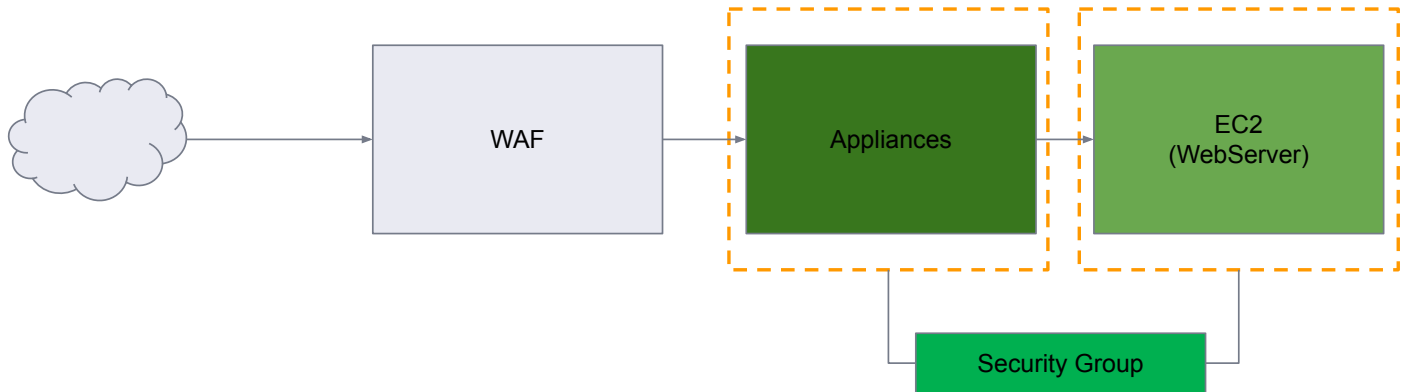 WAF
Appliances
EC2
(WebServer)
Security Group